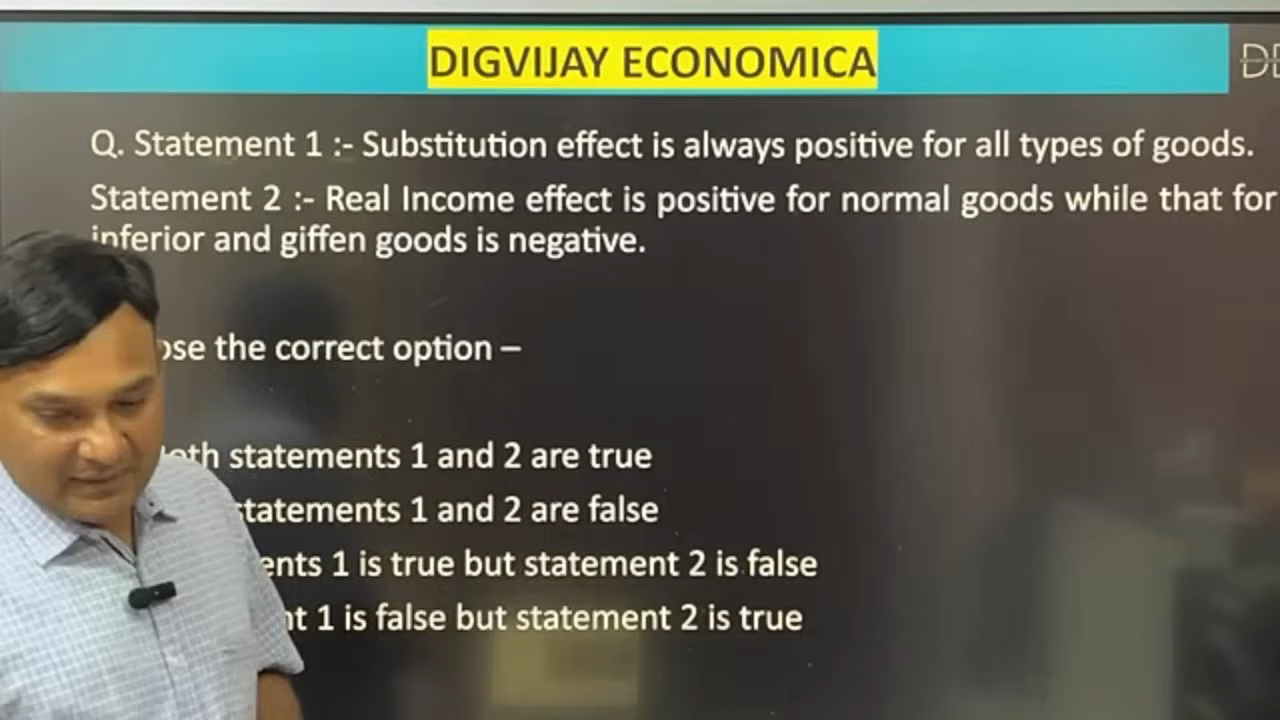 DIGVIJAY ECONOMICA
Q. Statement 1 :- Substitution effect is always positive for all types of goods.
Statement 2 :- Real Income effect is positive for normal goods while that for
inferior and giffen goods is negative.
the correct option –
statements 1 and 2 are true
statements 1 and 2 are false
1 is true but statement 2 is false
1 is false but statement 2 is true